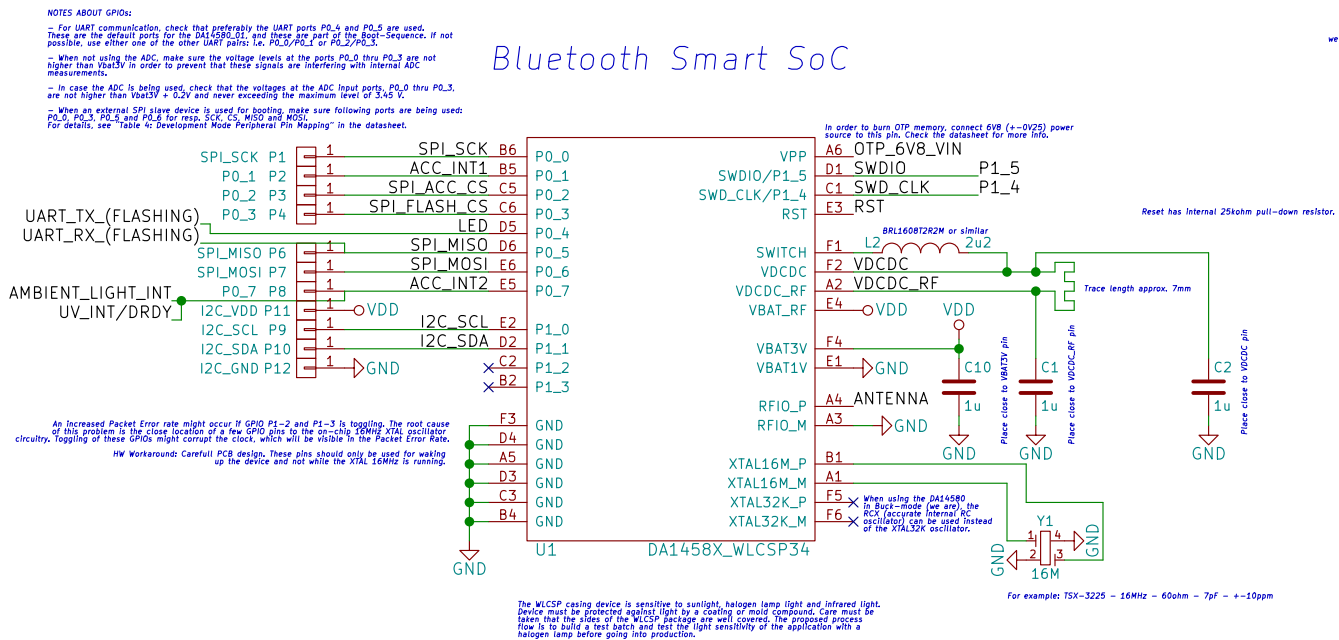 NOTES ABOUT GPIOs:
- For UART communication, check that preferably the UART ports P0_4 and P0_5 are used.
These are the default ports for the DA14580_01, and these are part of the Boot-Sequence. If not
possible, use either one of the other UART pairs: i.e. P0_0/P0_1 or P0_2/P0_3.
- When not using the ADC, make sure the voltage levels at the ports P0_0 thru P0_3 are not
higher than Vbat3V in order to prevent that these signals are interfering with internal ADC
measurements.
- In case the ADC is being used, check that the voltages at the ADC input ports, P0_0 thru P0_3,
are not higher than Vbat3V + 0.2V and never exceeding the maximum level of 3.45 V.
- When an external SPI slave device is used for booting, make sure following ports are being used:
P0_0, P0_3, P0_5 and P0_6 for resp. SCK, CS, MISO and MOSI.
For details, see "Table 4: Development Mode Peripheral Pin Mapping" in the datasheet.
Bluetooth Smart SoC
we
In order to burn OTP memory, connect 6V8 (+-0V25) power
source to this pin. Check the datasheet for more info.
SPI_SCK P1 1 SPI_SCK B6 P0_0
P0_1 P2 1 ACC_INT1 B5 P0_1
P0_2 P3 1 SPI_ACC_CS C5 P0_2
P0_3 P4 1 SPI_FLASH_CS C6 P0_3
UART_TX_(FLASHING) LED D5 P0_4
UART_RX_(FLASHING)
SPI_MISO P6 1 SPI_MISO D6 P0_5
SPI_MOSI P7 1 SPI_MOSI E6 P0_6
P0_7 P8 1 ACC_INT2 E5 P0_7
AMBIENT_LIGHT_INT
UV_INT/DRDY
I2C_VDD P11 1 VDD
I2C_SCL P9 1 I2C_SCL E2 P1_0
I2C_SDA P10 1 I2C_SDA D2 P1_1
I2C_GND P12 1 GND C2 P1_2
B2 P1_3
F3 GND
D4 GND
A5 GND
D3 GND
C3 GND
B4 GND
GND
U1 DA1458X_WLCSP34
VPP A6 OTP_6V8_VIN
SWDIO/P1_5 D1 SWDIO P1_5
SWD_CLK/P1_4 C1 SWD_CLK P1_4
RST E3 RST
Reset has internal 25kohm pull-down resistor.
BRL1608T2R2M or similar
SWITCH F1 L2 2u2
VDCDC F2 VDCDC
VDCDC_RF A2 VDCDC_RF
Trace length approx. 7mm
VBAT_RF E4 VDD
VDD
VBAT3V F4
VBAT1V E1 GND
C10 1u GND
Place close to VBAT3V pin
C1 1u GND
Place close to VDCDC_RF pin
C2 1u GND
Place close to VDCDC pin
RFIO_P A4 ANTENNA
RFIO_M A3 GND
XTAL16M_P B1
XTAL16M_M A1
XTAL32K_P F5
XTAL32K_M F6
When using the DA14580
in Buck-mode (we are), the
RCX (accurate internal RC
oscillator) can be used instead
of the XTAL32K oscillator.
Y1
1 4 GND
GND 2 3
16M
For example: TSX-3225 - 16MHz - 60ohm - 7pF - +-10ppm
An increased Packet Error rate might occur if GPIO P1-2 and P1-3 is toggling. The root cause
of this problem is the close location of a few GPIO pins to the on-chip 16MHz XTAL oscillator
circuitry. Toggling of these GPIOs might corrupt the clock, which will be visible in the Packet Error Rate.
HW Workaround: Carefull PCB design. These pins should only be used for waking
up the device and not while the XTAL 16MHz is running.
The WLCSP casing device is sensitive to sunlight, halogen lamp light and infrared light.
Device must be protected against light by a coating or mold compound. Care must be
taken that the sides of the WLCSP package are well covered. The proposed process
flow is to build a test batch and test the light sensitivity of the application with a
halogen lamp before going into production.